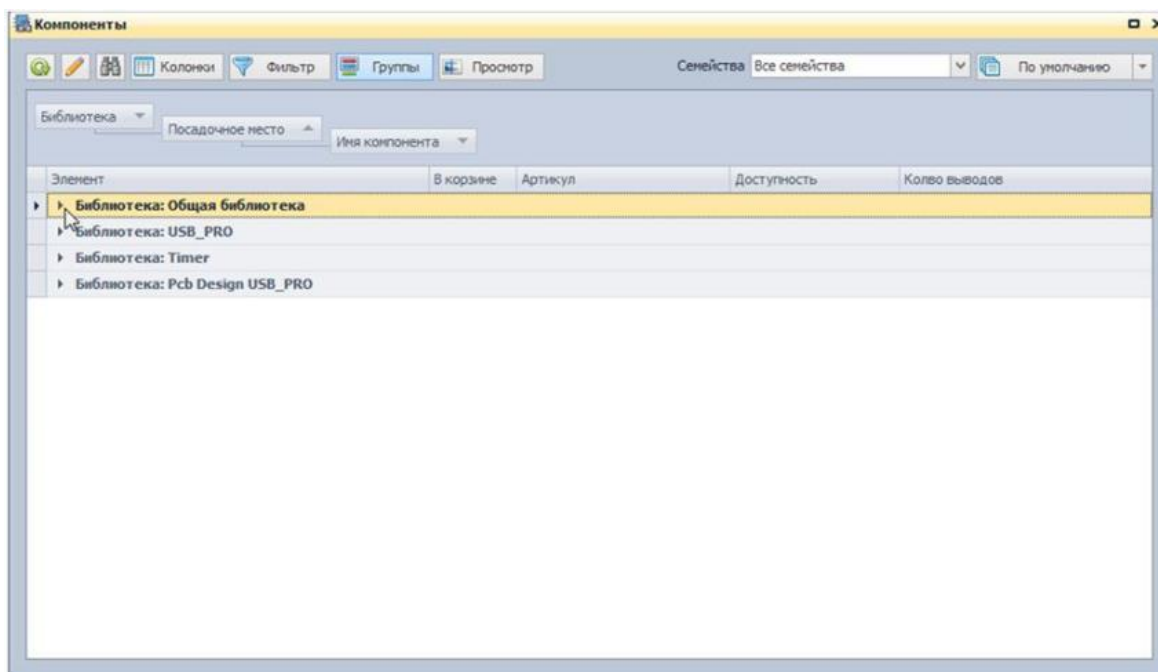 Компоненты
Колонки Фильтр Группы Просмотр Семейства Все семейства По умолчанию
Библиотека
Посадочное место
Имя компонента
Элемент В корзине Артикул Доступность Колво выводов
Библиотека: Общая библиотека
Библиотека: USB_PRO
Библиотека: Timer
Библиотека: Pcb Design USB_PRO